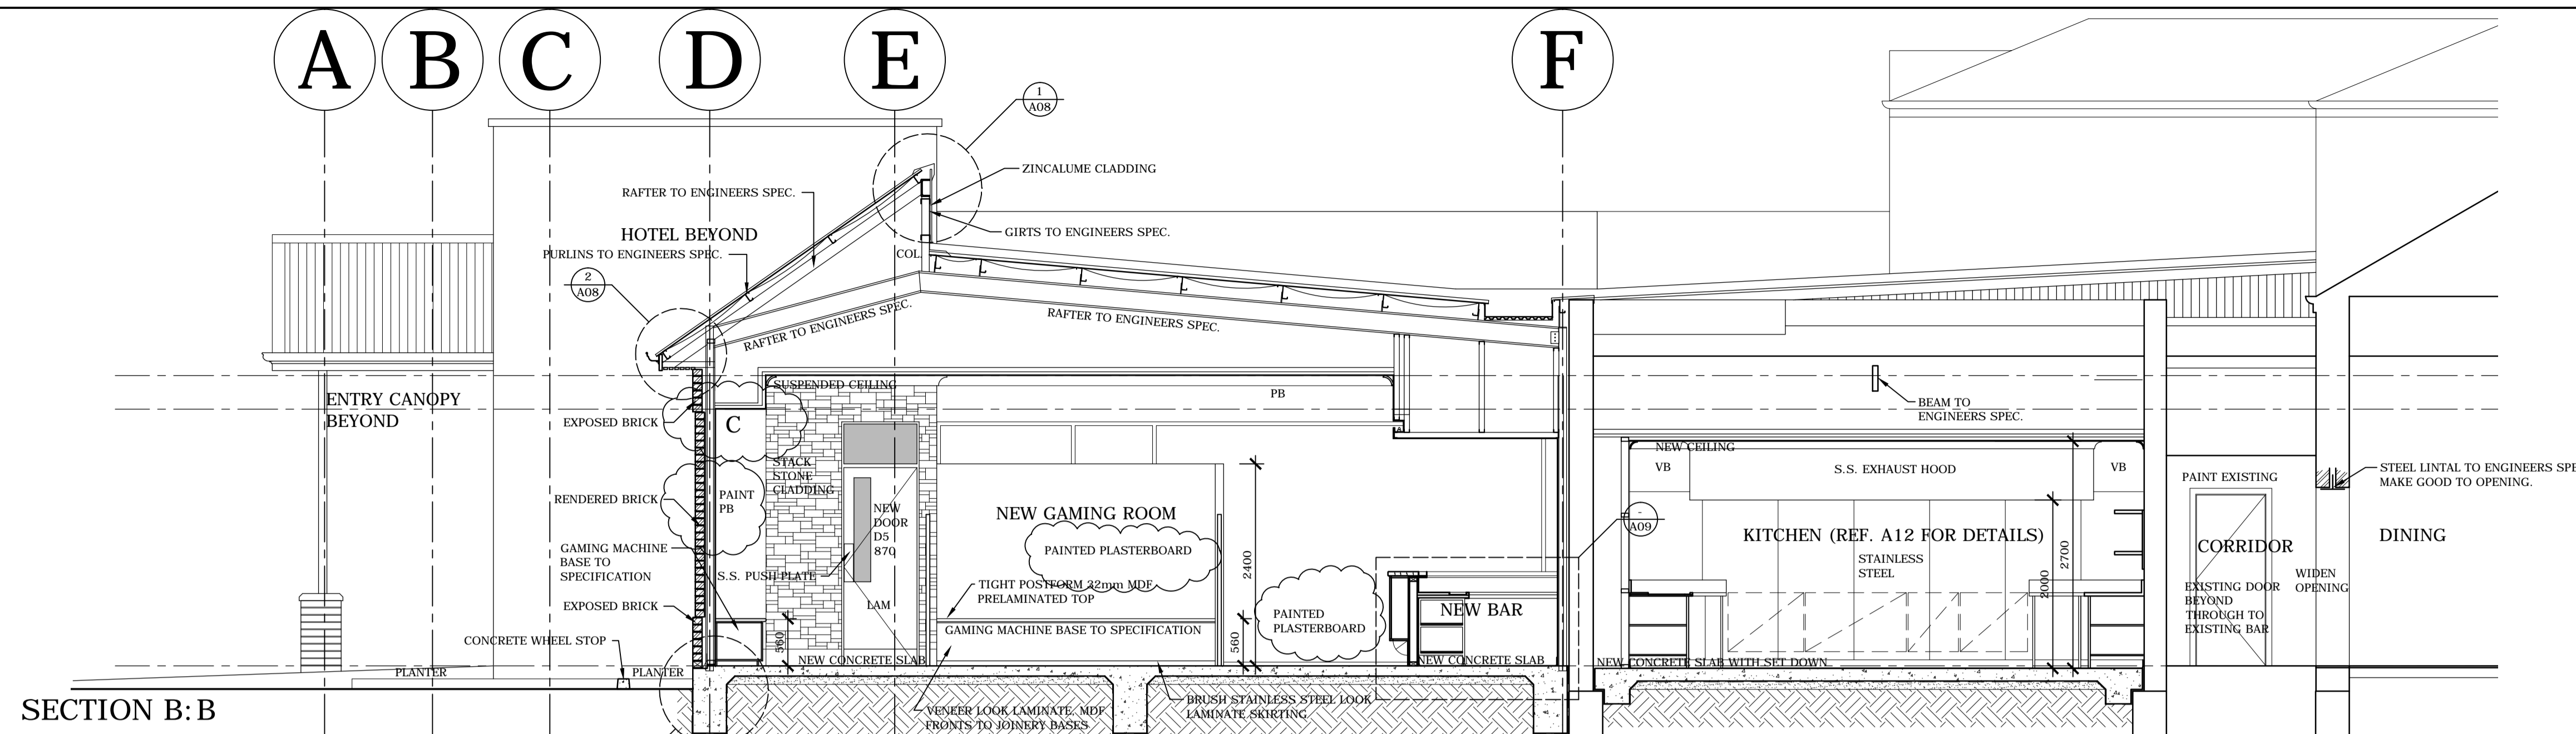 A
B
C
D
E
F
1
A08
ZINCALUME CLADDING
RAFTER TO ENGINEERS SPEC.
HOTEL BEYOND
GIRTS TO ENGINEERS SPEC.
PURLINS TO ENGINEERS SPEC.
COL.
2
A08
RAFTER TO ENGINEERS SPEC.
RAFTER TO ENGINEERS SPEC.
SUSPENDED CEILING
PB
ENTRY CANOPY
BEYOND
BEAM TO
ENGINEERS SPEC.
EXPOSED BRICK
C
NEW CEILING
STACK
STONE
CLADDING
VB
S.S. EXHAUST HOOD
VB
STEEL LINTAL TO ENGINEERS SPE
MAKE GOOD TO OPENING.
PAINT EXISTING
RENDERED BRICK
PAINT
PB
NEW
DOOR
D5
870
NEW GAMING ROOM
-
A09
KITCHEN (REF. A12 FOR DETAILS)
STAINLESS
STEEL
2700
2000
CORRIDOR
DINING
GAMING MACHINE
BASE TO
SPECIFICATION
S.S. PUSH PLATE
PAINTED PLASTERBOARD
2400
TIGHT POSTFORM 32mm MDF
PRELAMINATED TOP
WIDEN
OPENING
EXISTING DOOR
BEYOND
THROUGH TO
EXISTING BAR
EXPOSED BRICK
LAM
PAINTED
PLASTERBOARD
NEW BAR
GAMING MACHINE BASE TO SPECIFICATION
560
560
CONCRETE WHEEL STOP
NEW CONCRETE SLAB
NEW CONCRETE SLAB
NEW CONCRETE SLAB WITH SET DOWN
PLANTER
PLANTER
BRUSH STAINLESS STEEL LOOK
LAMINATE SKIRTING
VENEER LOOK LAMINATE, MDF
FRONTS TO JOINERY BASES
SECTION B:B